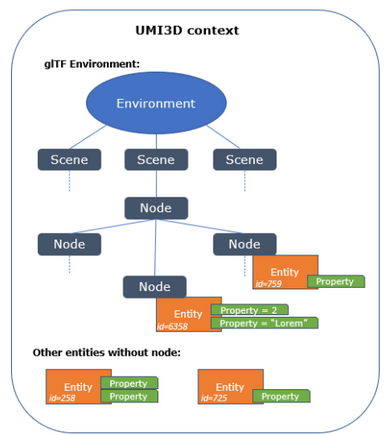 UMI3D context
glTF Environment:
Environment
Scene
Scene
Scene
Node
Node
Node
Node
Entity
id=759
Property
Entity
id=6358
Property = 2
Property = "Lorem"
Other entities without node:
Entity
id=258
Property
Property
Entity
id=725
Property